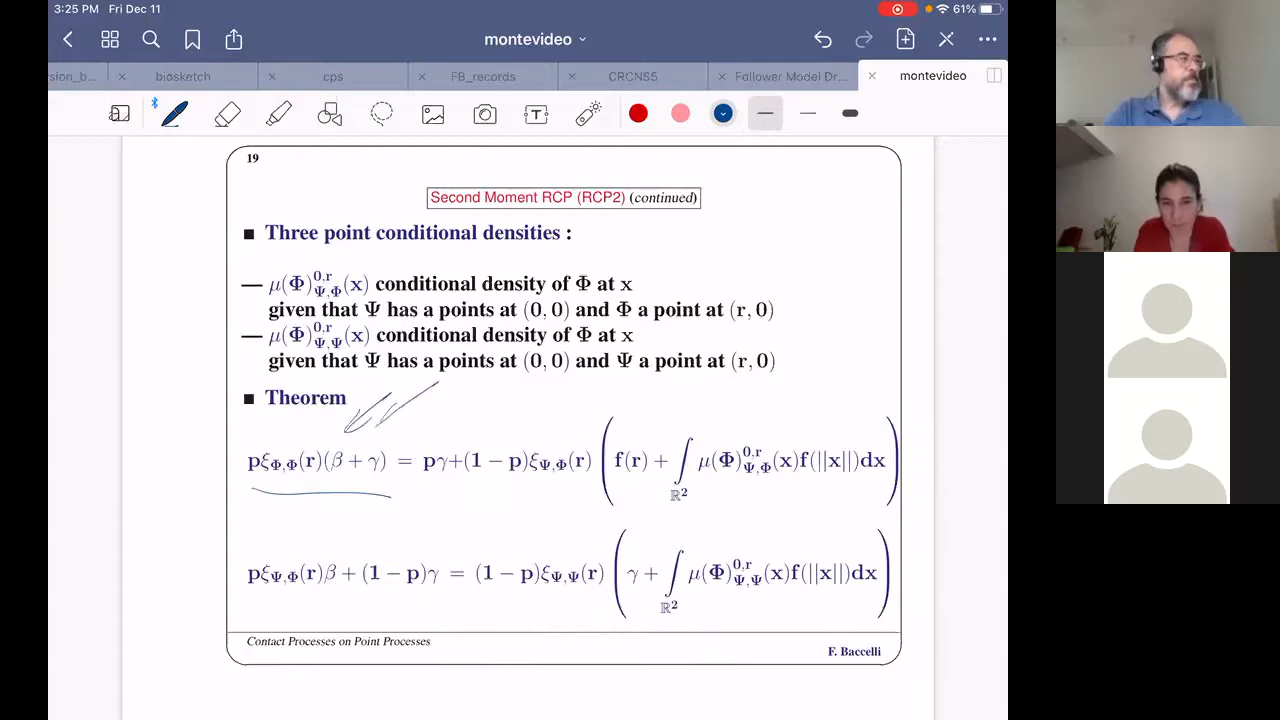 3:25 PM Fri Dec 11
61%
montevideo
rsion_b...
biosketch
cps
FB_records
CRCNS5
Follower Model Dr...
montevideo
19
Second Moment RCP (RCP2) (continued)
■ Three point conditional densities :
— μ(Φ)^{0,r}_{Ψ,Φ}(x) conditional density of Φ at x
given that Ψ has a points at (0, 0) and Φ a point at (r, 0)
— μ(Φ)^{0,r}_{Ψ,Ψ}(x) conditional density of Φ at x
given that Ψ has a points at (0, 0) and Ψ a point at (r, 0)
■ Theorem
pξ_{Φ,Φ}(r)(β + γ) = pγ+(1 − p)ξ_{Ψ,Φ}(r) ( f(r) + ∫_{ℝ²} μ(Φ)^{0,r}_{Ψ,Φ}(x)f(||x||)dx )
pξ_{Ψ,Φ}(r)β + (1 − p)γ = (1 − p)ξ_{Ψ,Ψ}(r) ( γ + ∫_{ℝ²} μ(Φ)^{0,r}_{Ψ,Ψ}(x)f(||x||)dx )
Contact Processes on Point Processes
F. Baccelli